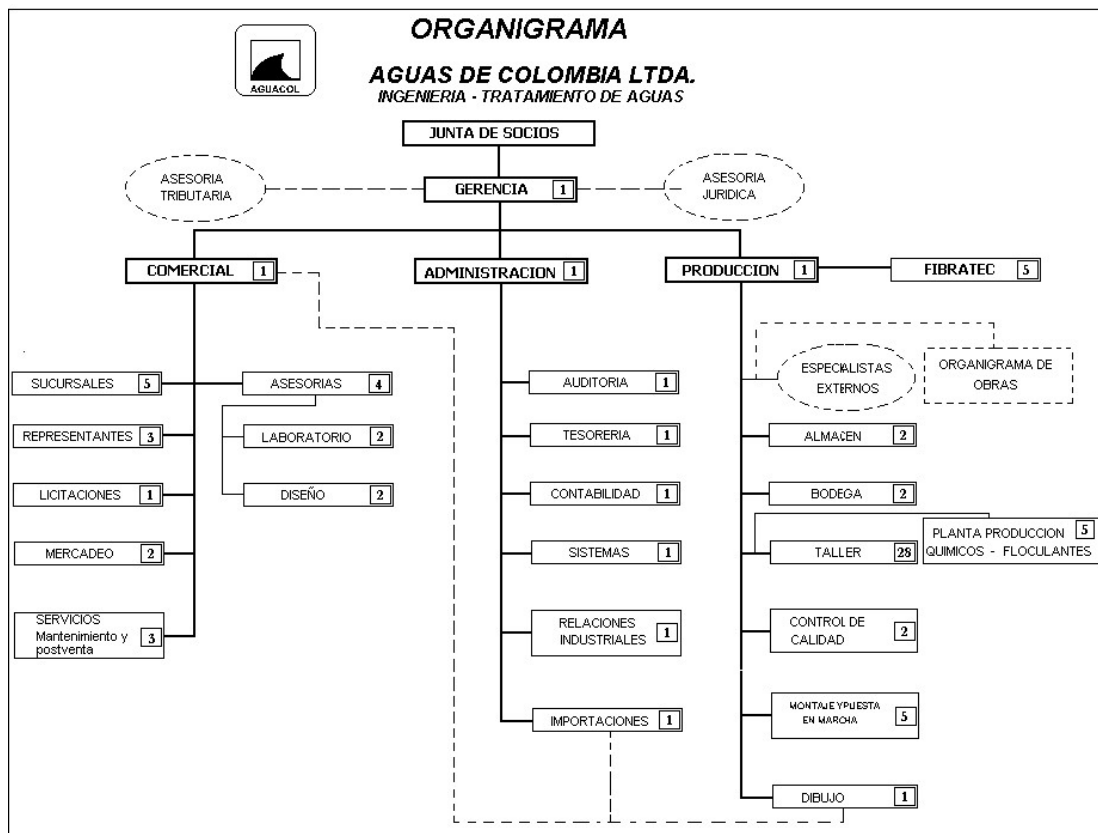 ORGANIGRAMA
AGUACOL
AGUAS DE COLOMBIA LTDA.
INGENIERIA - TRATAMIENTO DE AGUAS
JUNTA DE SOCIOS
ASESORIA
TRIBUTARIA
GERENCIA 1
ASESORIA
JURIDICA
COMERCIAL 1
ADMINISTRACION 1
PRODUCCION 1
FIBRATEC 5
SUCURSALES 5
REPRESENTANTES 3
LICITACIONES 1
MERCADEO 2
SERVICIOS
Mantenimiento y
postventa
3
ASESORIAS 4
LABORATORIO 2
DISEÑO 2
AUDITORIA 1
TESORERIA 1
CONTABILIDAD 1
SISTEMAS 1
RELACIONES
INDUSTRIALES 1
IMPORTACIONES 1
ESPECIALISTAS
EXTERNOS
ORGANIGRAMA DE
OBRAS
ALMACEN 2
BODEGA 2
TALLER 28
PLANTA PRODUCCION 5
QUIMICOS - FLOCULANTES
CONTROL DE
CALIDAD 2
MONTAJE Y PUESTA
EN MARCHA 5
DIBUJO 1